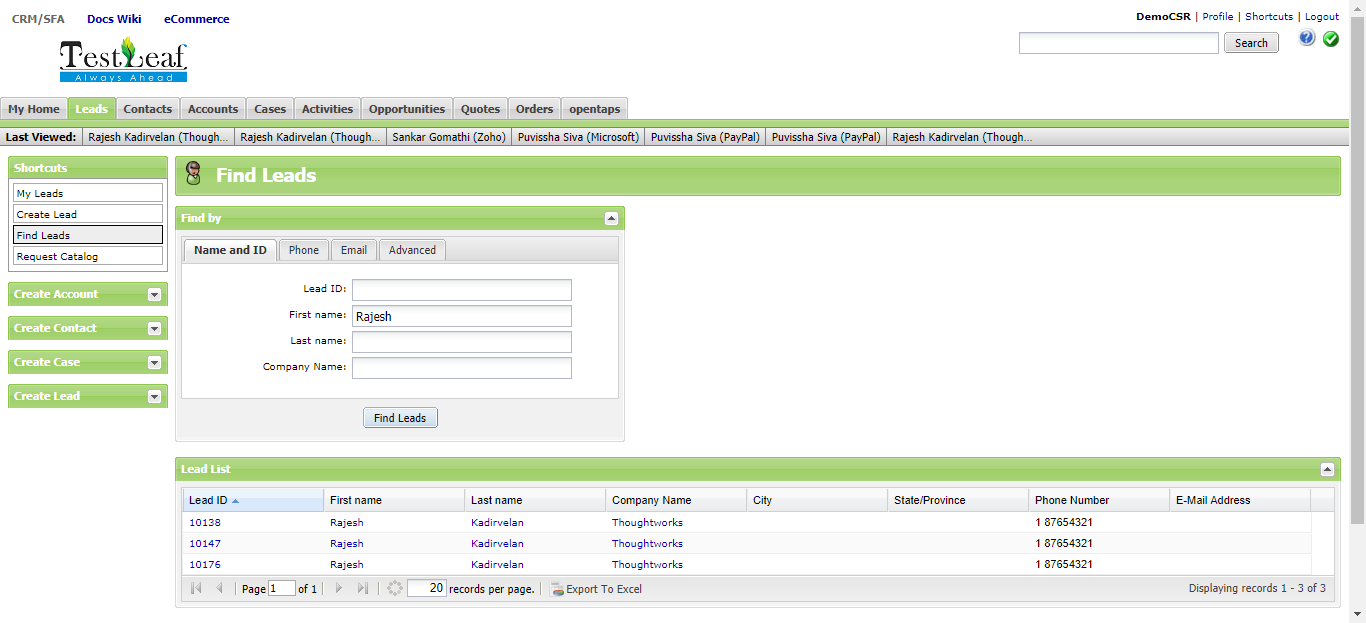 CRM/SFA Docs Wiki eCommerce
DemoCSR | Profile | Shortcuts | Logout
Search
TestLeaf
Always Ahead
My Home Leads Contacts Accounts Cases Activities Opportunities Quotes Orders opentaps
Last Viewed: Rajesh Kadirvelan (Though... Rajesh Kadirvelan (Though... Sankar Gomathi (Zoho) Puvissha Siva (Microsoft) Puvissha Siva (PayPal) Puvissha Siva (PayPal) Rajesh Kadirvelan (Though...
Shortcuts
My Leads
Create Lead
Find Leads
Request Catalog
Create Account
Create Contact
Create Case
Create Lead
Find Leads
Find by
Name and ID Phone Email Advanced
Lead ID:
First name: Rajesh
Last name:
Company Name:
Find Leads
Lead List
Lead ID First name Last name Company Name City State/Province Phone Number E-Mail Address
10138 Rajesh Kadirvelan Thoughtworks 1 87654321
10147 Rajesh Kadirvelan Thoughtworks 1 87654321
10176 Rajesh Kadirvelan Thoughtworks 1 87654321
Page 1 of 1 20 records per page. Export To Excel Displaying records 1 - 3 of 3